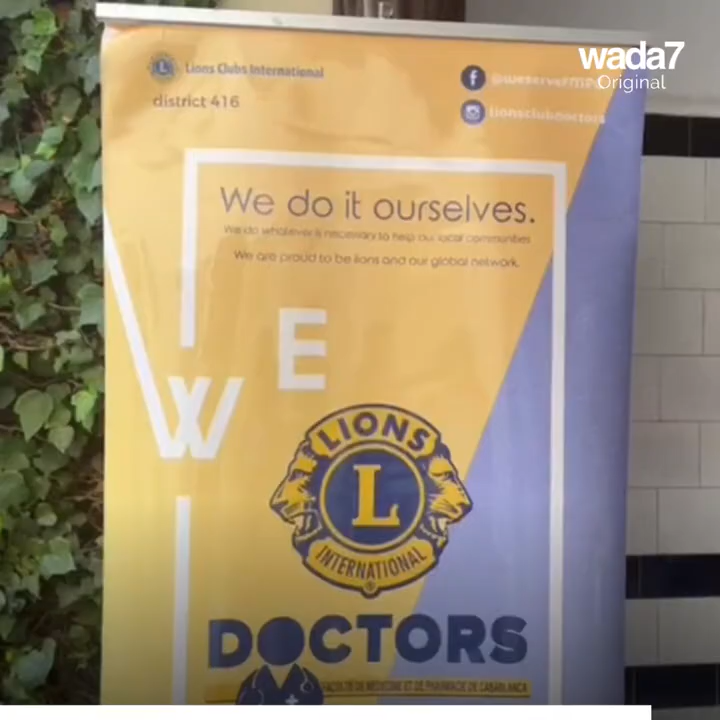 wada7
Original
Lions Clubs International
district 416
lionsclubdoctors
We do it ourselves.
We do whatever is necessary to help our local communities
We are proud to be lions and our global network.
WE
LIONS
L
INTERNATIONAL
®
DOCTORS
FACULTÉ DE MÉDECINE ET DE PHARMACIE DE CASABLANCA